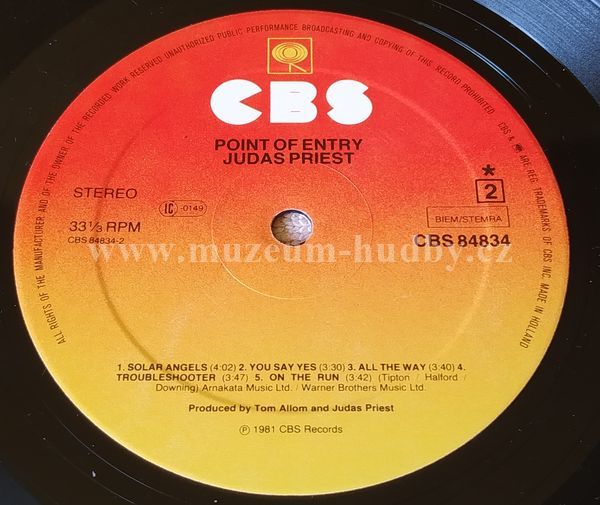 ALL RIGHTS OF THE MANUFACTURER AND OF THE OWNER OF THE RECORDED WORK RESERVED UNAUTHORIZED PUBLIC PERFORMANCE BROADCASTING AND COPYING OF THIS RECORD PROHIBITED CBS & ARE REG. TRADEMARKS OF CBS INC. MADE IN HOLLAND
CBS
POINT OF ENTRY
JUDAS PRIEST
STEREO
33⅓ RPM
CBS 84834-2
IC -0149
*
2
BIEM/STEMRA
CBS 84834
www.muzeum-hudby.cz
1. SOLAR ANGELS (4:02) 2. YOU SAY YES (3:30) 3. ALL THE WAY (3:40) 4.
TROUBLESHOOTER (3:47) 5. ON THE RUN (3:42) (Tipton / Halford /
Downing) Arnakata Music Ltd. / Warner Brothers Music Ltd.
Produced by Tom Allom and Judas Priest
℗ 1981 CBS Records